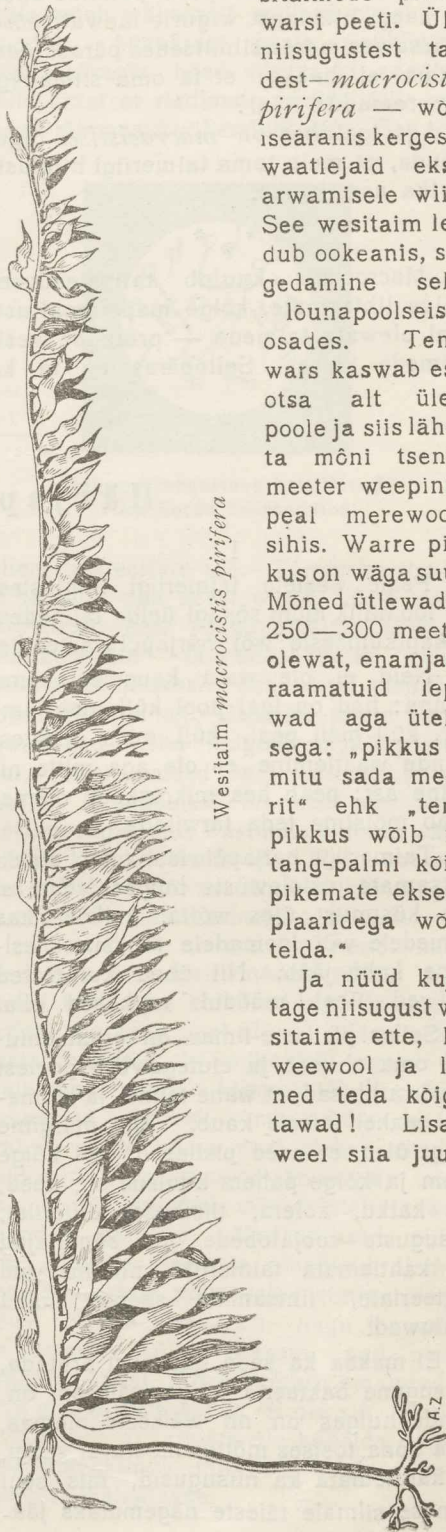 warsi peeti. Ül
niisugustest ta
dest—macrocisti
pirifera — wõ
iseäranis kerges
waatlejaid eks
arwamisele wii
See wesitaim le
dub ookeanis, s
gedamine sel
lõunapoolseis
osades. Ten
wars kaswab es
otsa alt üle
poole ja siis läh
ta mõni tsen
meeter weepin
peal merewoo
sihis. Warre pi
kus on wäga suu
Mõned ütlewad
250—300 meet
olewat, enamja
raamatuid lep
wad aga ütel
sega: „pikkus
mitu sada me
rit“ ehk „ten
pikkus wõib
tang-palmi kõi
pikemate ekse
plaaridega wõ
telda.“
Ja nüüd ku
tage niisugust w
sitaime ette, k
weewool ja l
ned teda kõig
tawad! Lisa
weel siia juu
Wesitaim macrocistis pirifera
A.Z.